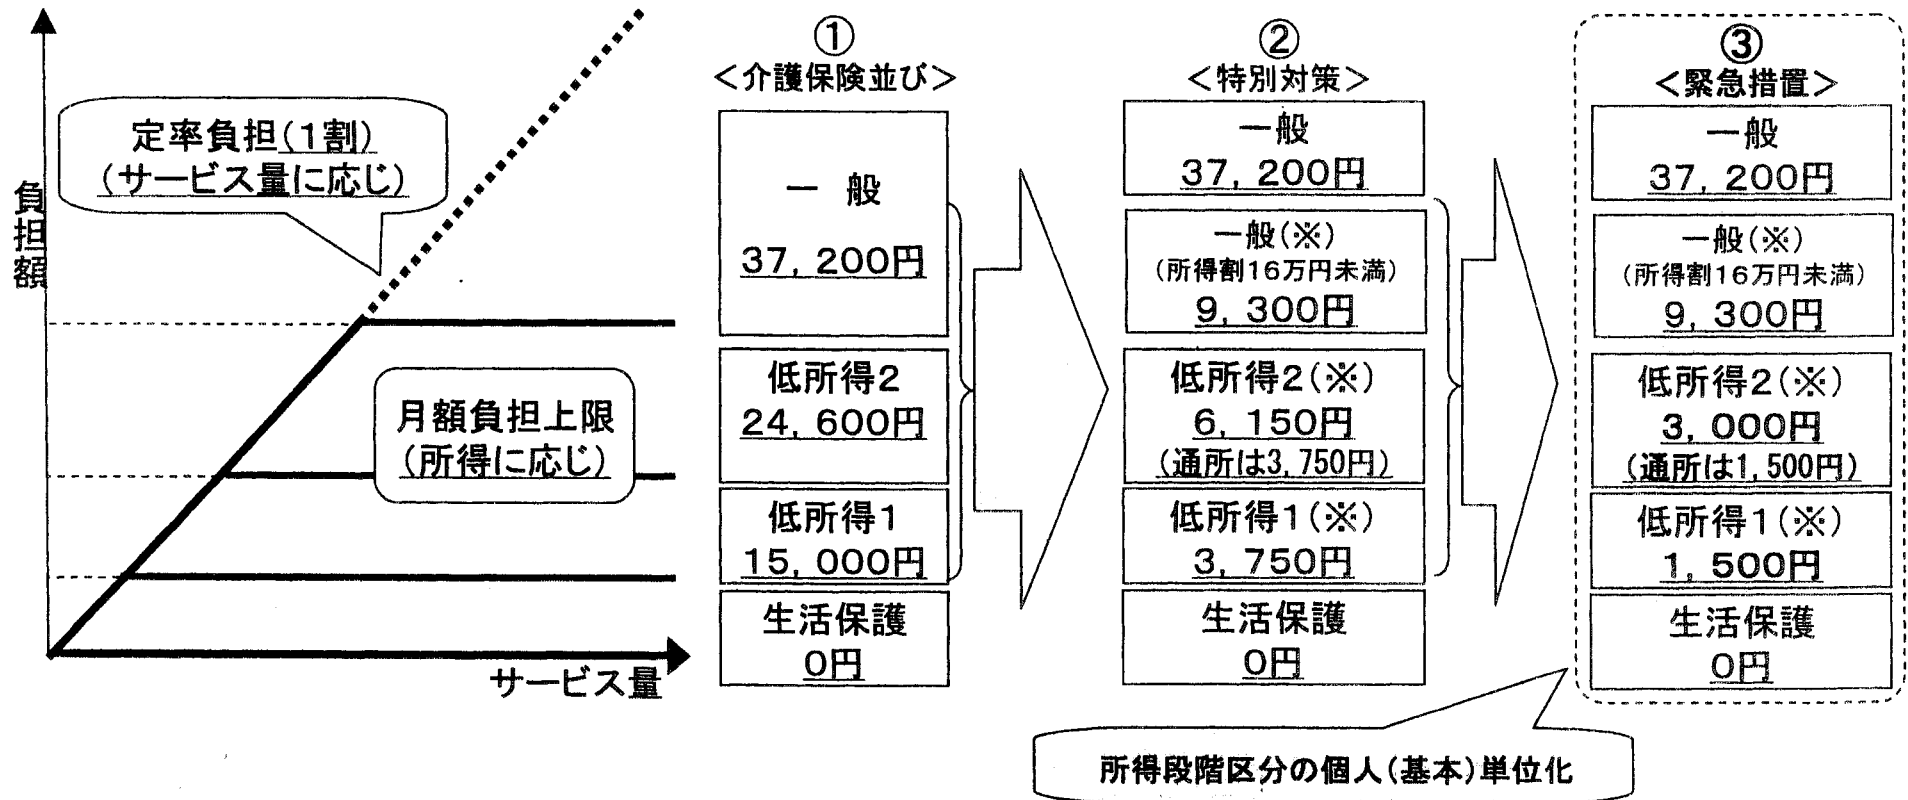 負担額
定率負担(1割)
(サービス量に応じ)
月額負担上限
(所得に応じ)
サービス量
①
＜介護保険並び＞
一 般
37, 200円
低所得2
24, 600円
低所得1
15, 000円
生活保護
0円
②
＜特別対策＞
一般
37, 200円
一般(※)
(所得割16万円未満)
9, 300円
低所得2(※)
6, 150円
(通所は3, 750円)
低所得1(※)
3, 750円
生活保護
0円
③
＜緊急措置＞
一般
37, 200円
一般(※)
(所得割16万円未満)
9, 300円
低所得2(※)
3, 000円
(通所は1, 500円)
低所得1(※)
1, 500円
生活保護
0円
所得段階区分の個人(基本)単位化